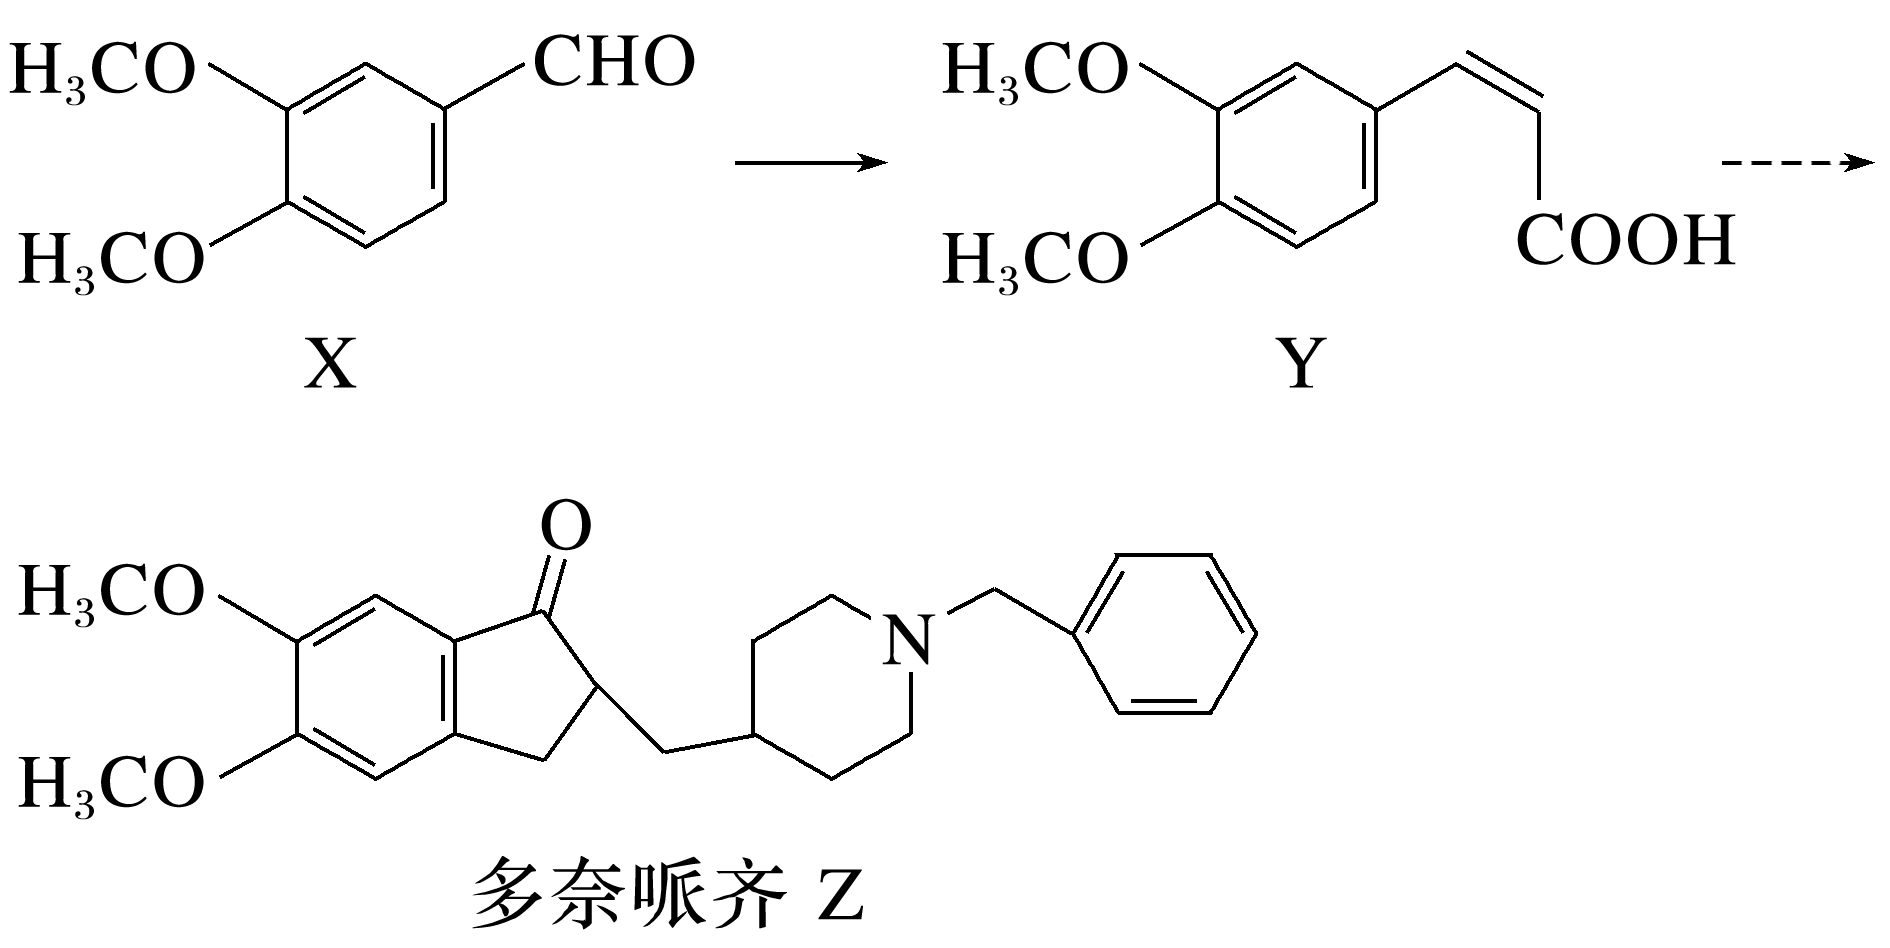 H₃CO CHO H₃CO
H₃CO H₃CO COOH
X Y
O
H₃CO N
H₃CO
多奈哌齐 Z